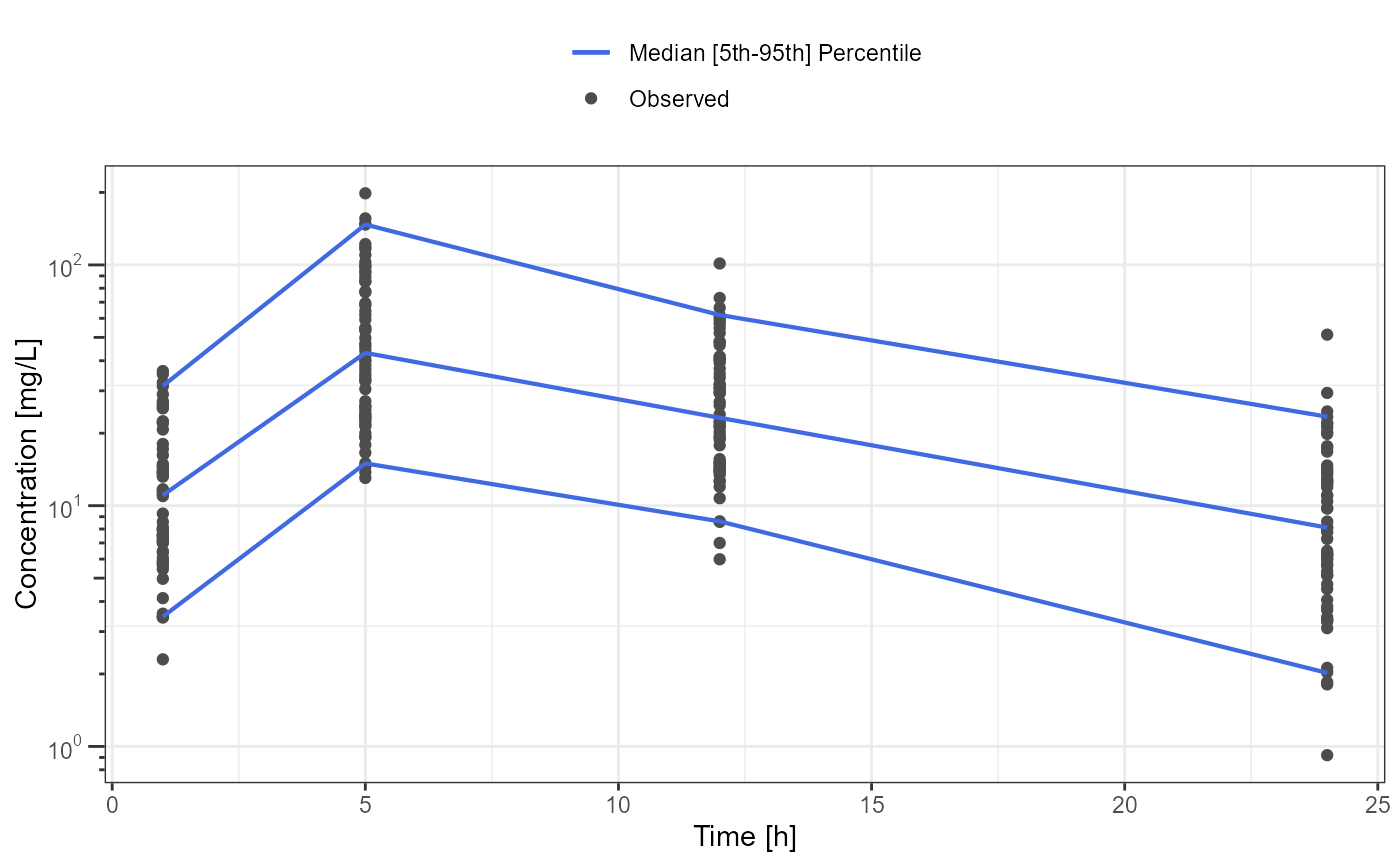 Median [5th-95th] Percentile
Observed
Concentration [mg/L]
10²
10¹
10⁰
0 5 10 15 20 25
Time [h]